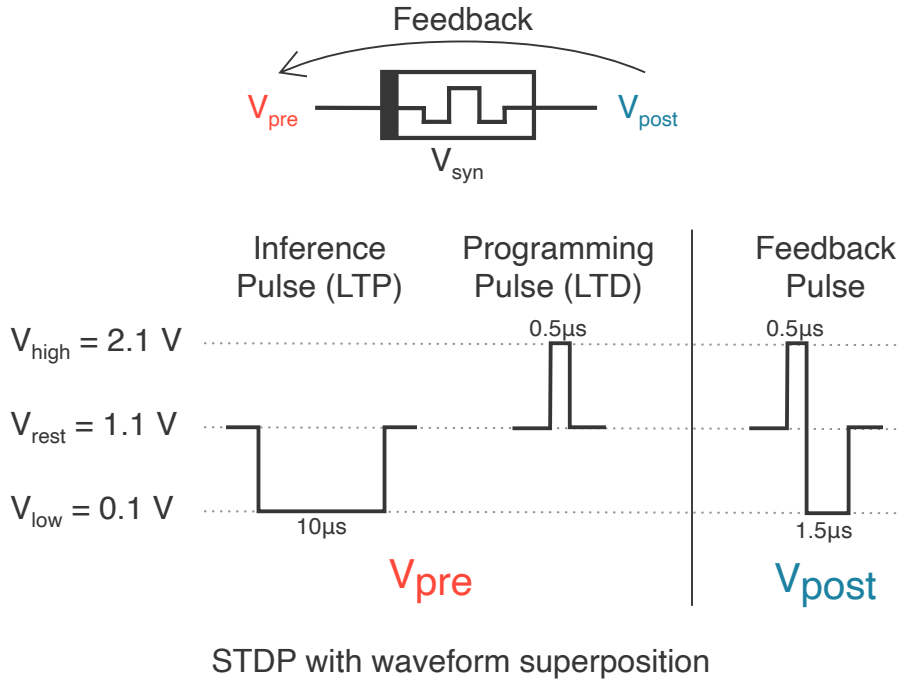 Feedback
Vpre
Vpost
Vsyn
Inference
Pulse (LTP)
Programming
Pulse (LTD)
Feedback
Pulse
0.5μs
0.5μs
Vhigh = 2.1 V
Vrest = 1.1 V
Vlow = 0.1 V
10μs
1.5μs
Vpre
Vpost
STDP with waveform superposition